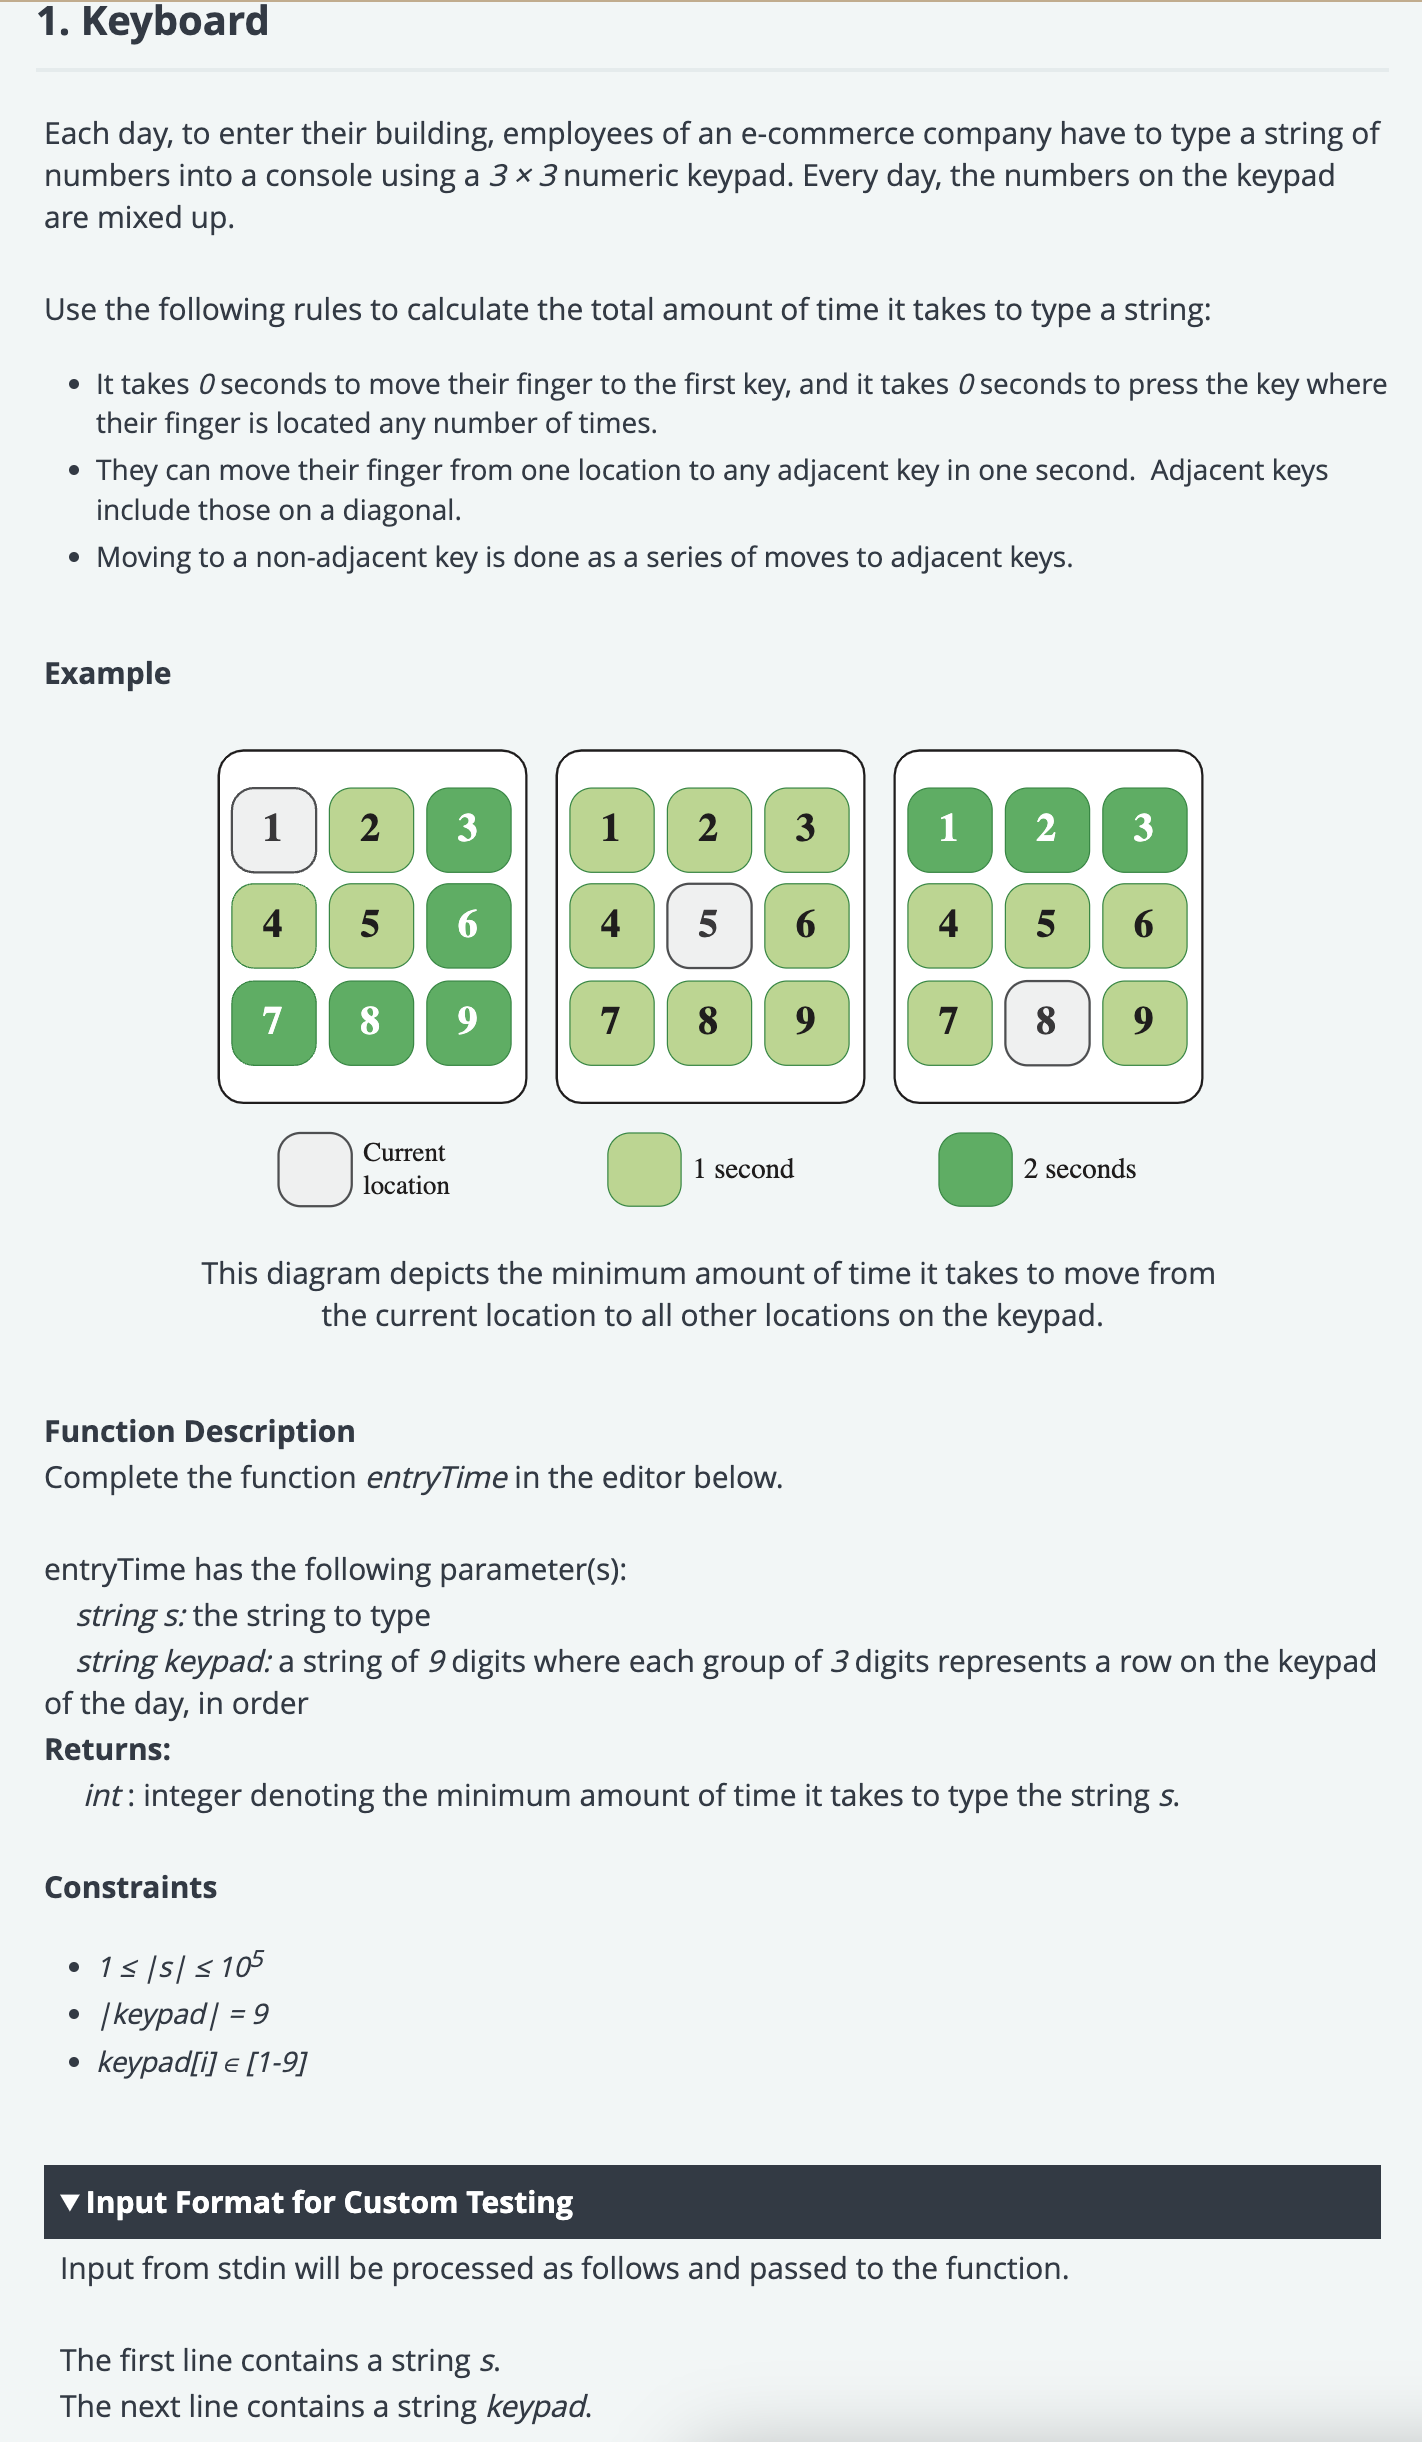 1. Keyboard
Each day, to enter their building, employees of an e-commerce company have to type a string of
numbers into a console using a 3 × 3 numeric keypad. Every day, the numbers on the keypad
are mixed up.
Use the following rules to calculate the total amount of time it takes to type a string:
• It takes 0 seconds to move their finger to the first key, and it takes 0 seconds to press the key where
their finger is located any number of times.
• They can move their finger from one location to any adjacent key in one second.  Adjacent keys
include those on a diagonal.
• Moving to a non-adjacent key is done as a series of moves to adjacent keys.
Example
1 2 3
4 5 6
7 8 9
1 2 3
4 5 6
7 8 9
1 2 3
4 5 6
7 8 9
Current
location
1 second
2 seconds
This diagram depicts the minimum amount of time it takes to move from
the current location to all other locations on the keypad.
Function Description
Complete the function entryTime in the editor below.
entryTime has the following parameter(s):
string s: the string to type
string keypad: a string of 9 digits where each group of 3 digits represents a row on the keypad
of the day, in order
Returns:
int : integer denoting the minimum amount of time it takes to type the string s.
Constraints
• 1 ≤ |s| ≤ 10⁵
• |keypad| = 9
• keypad[i] ∈ [1-9]
▼ Input Format for Custom Testing
Input from stdin will be processed as follows and passed to the function.
The first line contains a string s.
The next line contains a string keypad.